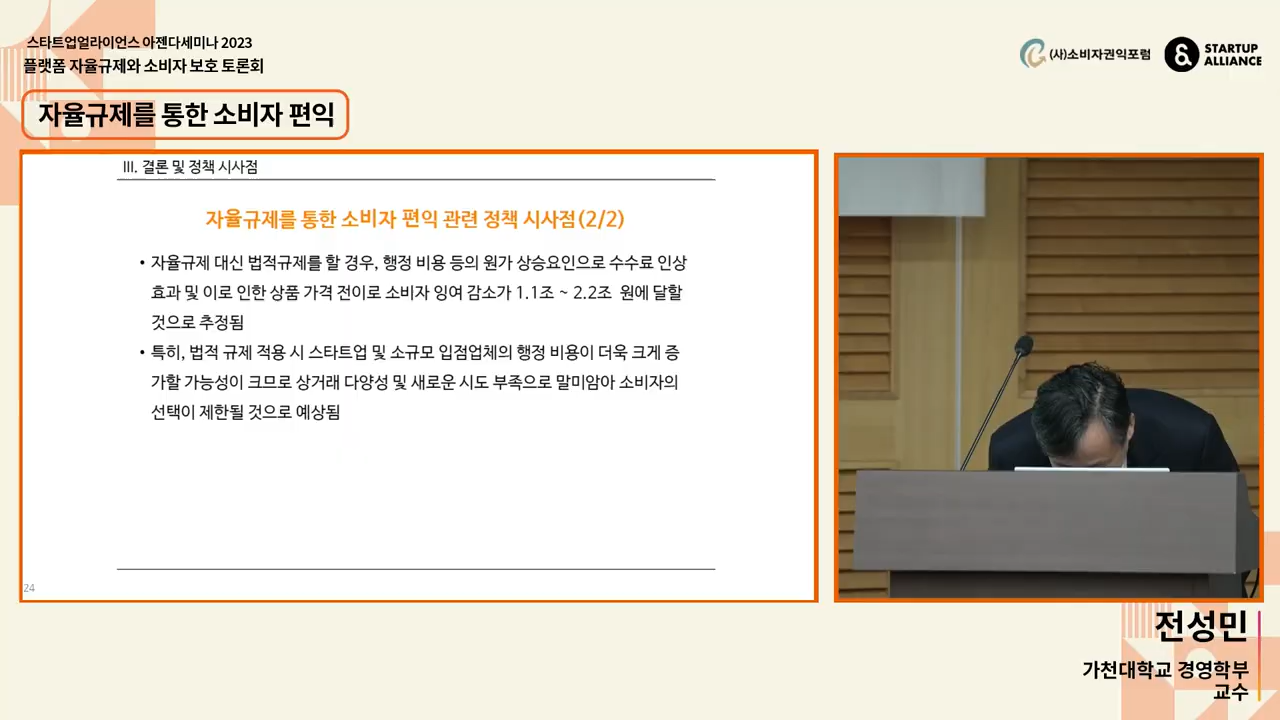 스타트업얼라이언스 아젠다세미나 2023
플랫폼 자율규제와 소비자 보호 토론회
(사)소비자권익포럼
STARTUP
ALLIANCE
자율규제를 통한 소비자 편익
III. 결론 및 정책 시사점
자율규제를 통한 소비자 편익 관련 정책 시사점(2/2)
• 자율규제 대신 법적규제를 할 경우, 행정 비용 등의 원가 상승요인으로 수수료 인상
효과 및 이로 인한 상품 가격 전이로 소비자 잉여 감소가 1.1조 ~ 2.2조 원에 달할
것으로 추정됨
• 특히, 법적 규제 적용 시 스타트업 및 소규모 입점업체의 행정 비용이 더욱 크게 증
가할 가능성이 크므로 상거래 다양성 및 새로운 시도 부족으로 말미암아 소비자의
선택이 제한될 것으로 예상됨
24
전성민
가천대학교 경영학부
교수